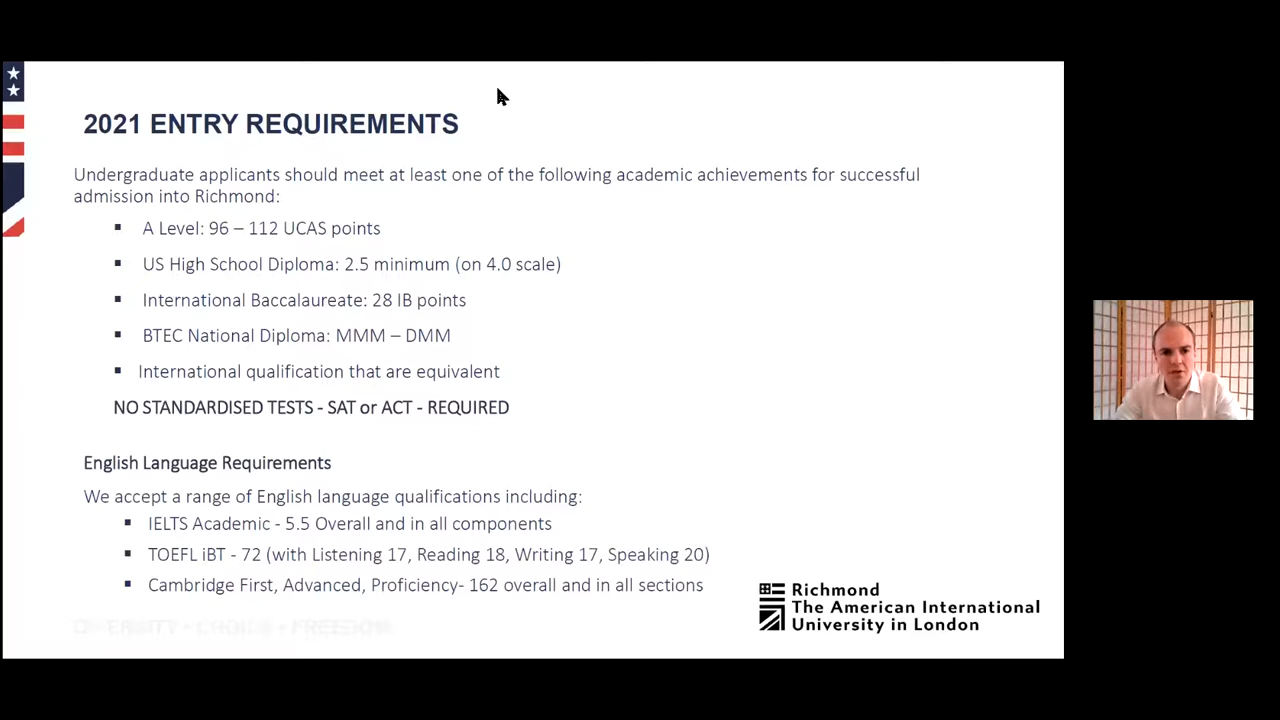 2021 ENTRY REQUIREMENTS
Undergraduate applicants should meet at least one of the following academic achievements for successful
admission into Richmond:
▪ A Level: 96 – 112 UCAS points
▪ US High School Diploma: 2.5 minimum (on 4.0 scale)
▪ International Baccalaureate: 28 IB points
▪ BTEC National Diploma: MMM – DMM
▪ International qualification that are equivalent
NO STANDARDISED TESTS - SAT or ACT - REQUIRED
English Language Requirements
We accept a range of English language qualifications including:
▪ IELTS Academic - 5.5 Overall and in all components
▪ TOEFL iBT - 72 (with Listening 17, Reading 18, Writing 17, Speaking 20)
▪ Cambridge First, Advanced, Proficiency- 162 overall and in all sections
DIVERSITY • CHOICE • FREEDOM
Richmond
The American International
University in London